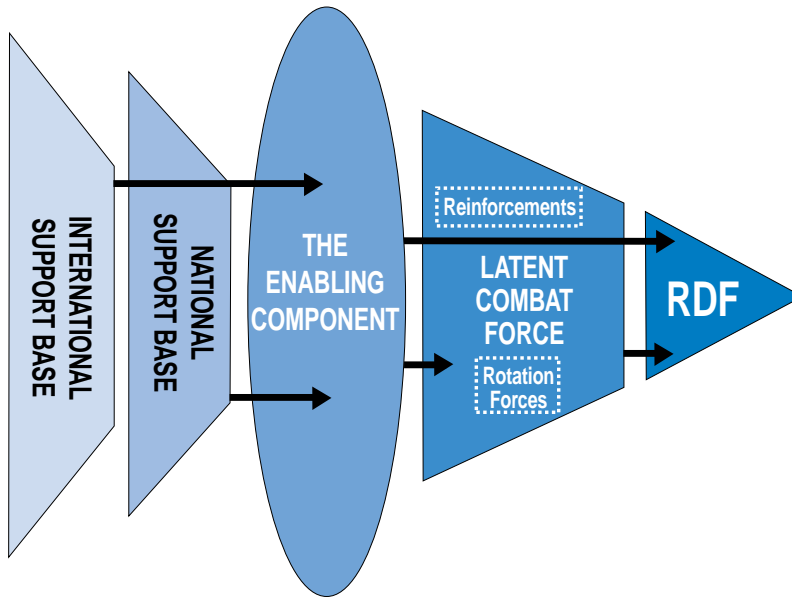 INTERNATIONAL
SUPPORT BASE
NATIONAL
SUPPORT BASE
THE
ENABLING
COMPONENT
Reinforcements
LATENT
COMBAT
FORCE
Rotation
Forces
RDF